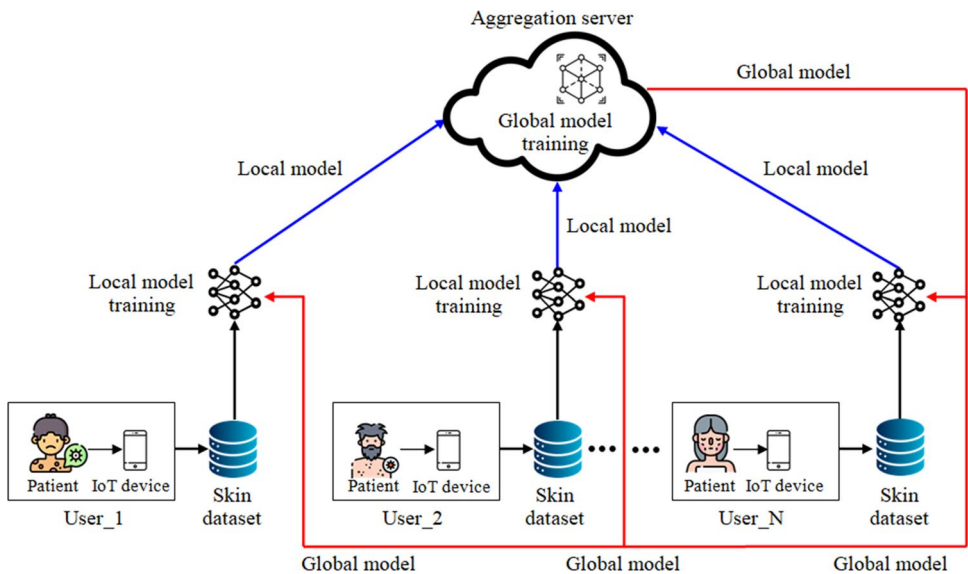 Aggregation server
Global model
Global model
training
Local model
Local model
Local model
Local model
training
Local model
training
Local model
training
Patient
IoT device
Patient
IoT device
Patient
IoT device
Skin
dataset
Skin
dataset
Skin
dataset
User_1
User_2
User_N
Global model
Global model
Global model